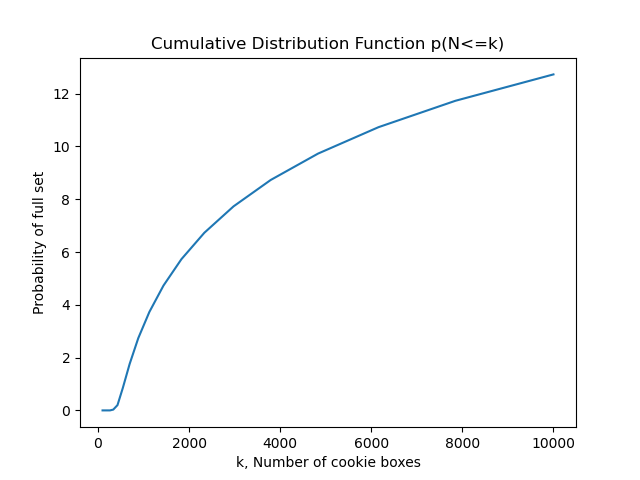 Cumulative Distribution Function p(N<=k)
12
10
8
6
4
2
0
Probability of full set
0 2000 4000 6000 8000 10000
k, Number of cookie boxes